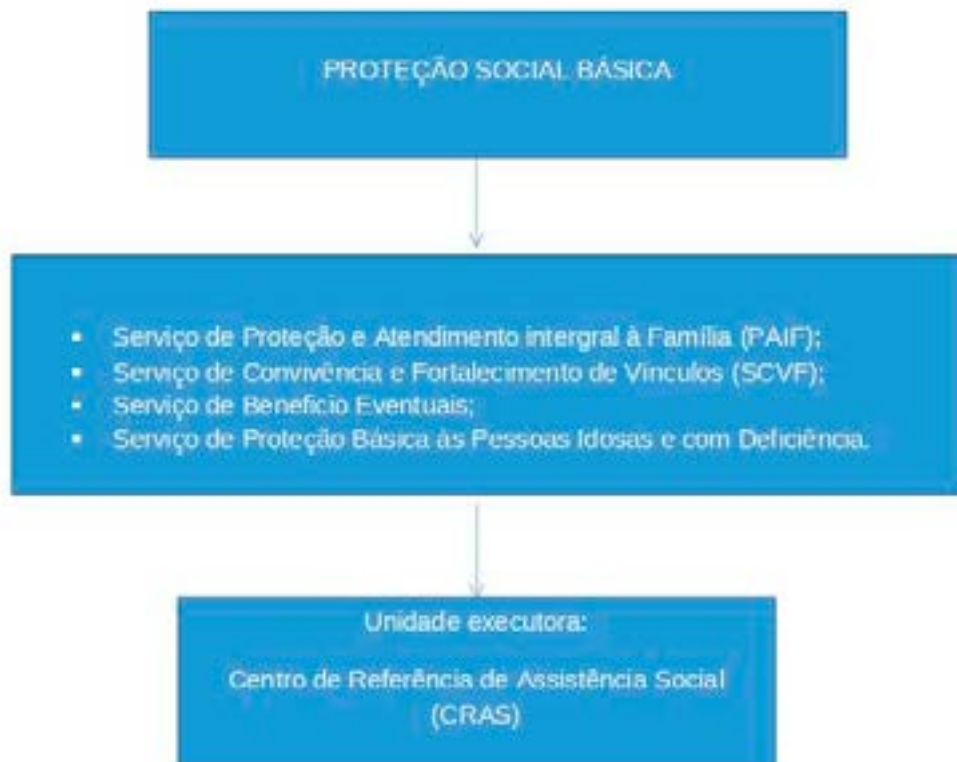 PROTEÇÃO SOCIAL BÁSICA
▪ Serviço de Proteção e Atendimento intergral à Família (PAIF);
▪ Serviço de Convivência e Fortalecimento de Vínculos (SCVF);
▪ Serviço de Beneficio Eventuais;
▪ Serviço de Proteção Básica às Pessoas Idosas e com Deficiência.
Unidade executora:
Centro de Referência de Assistência Social
(CRAS)